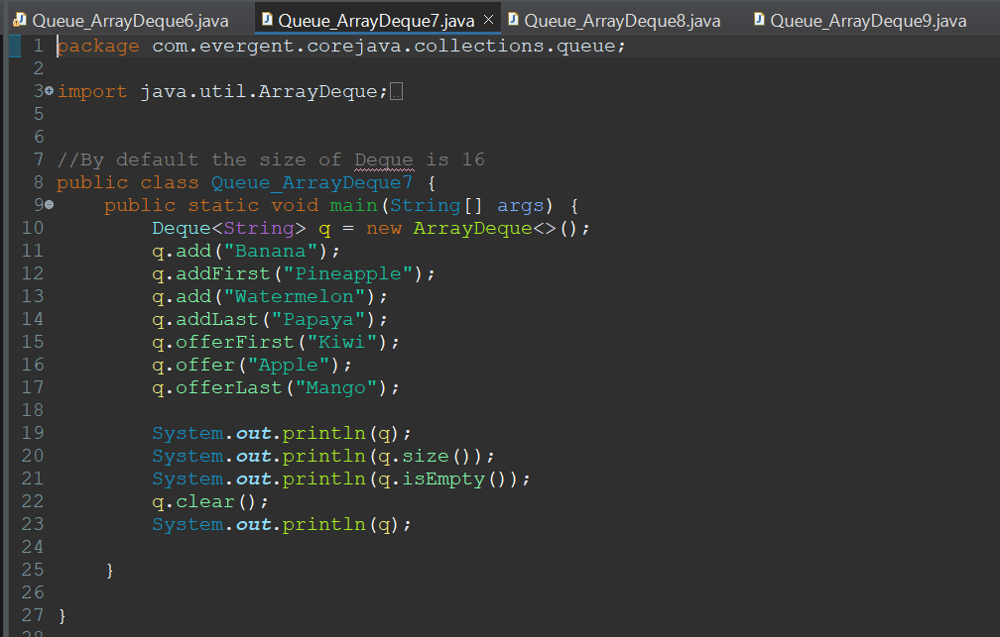 Queue_ArrayDeque6.java Queue_ArrayDeque7.java Queue_ArrayDeque8.java Queue_ArrayDeque9.java
1 package com.evergent.corejava.collections.queue;
2
3 import java.util.ArrayDeque;
5
6
7 //By default the size of Deque is 16
8 public class Queue_ArrayDeque7 {
9     public static void main(String[] args) {
10         Deque<String> q = new ArrayDeque<>();
11         q.add("Banana");
12         q.addFirst("Pineapple");
13         q.add("Watermelon");
14         q.addLast("Papaya");
15         q.offerFirst("Kiwi");
16         q.offer("Apple");
17         q.offerLast("Mango");
18
19         System.out.println(q);
20         System.out.println(q.size());
21         System.out.println(q.isEmpty());
22         q.clear();
23         System.out.println(q);
24
25     }
26
27 }
28